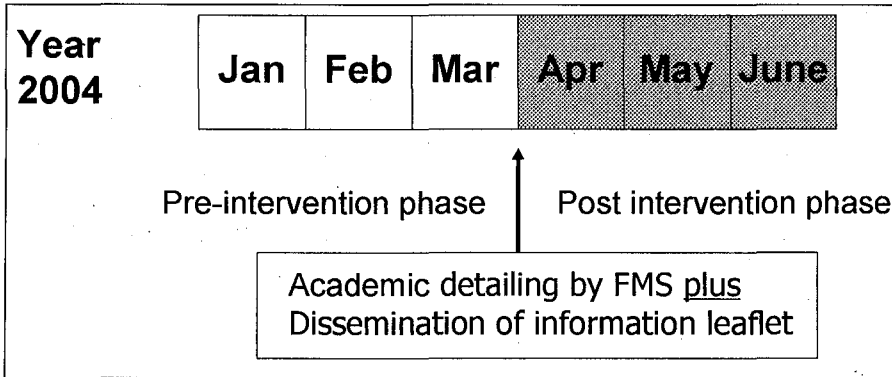 Year
2004
Jan Feb Mar Apr May June
Pre-intervention phase Post intervention phase
Academic detailing by FMS plus
Dissemination of information leaflet